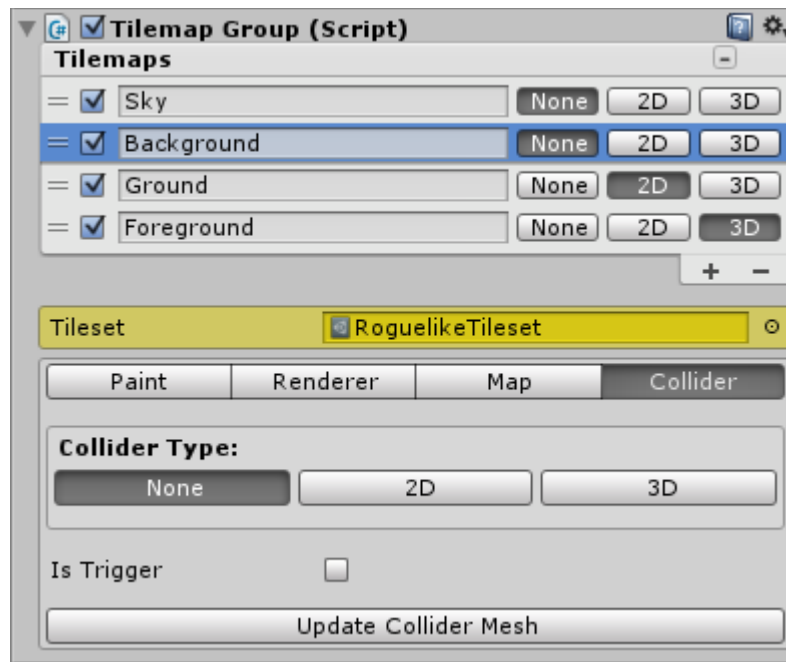 Tilemap Group (Script)
Tilemaps
Sky None 2D 3D
Background None 2D 3D
Ground None 2D 3D
Foreground None 2D 3D
+ −
Tileset RoguelikeTileset
Paint Renderer Map Collider
Collider Type:
None 2D 3D
Is Trigger
Update Collider Mesh